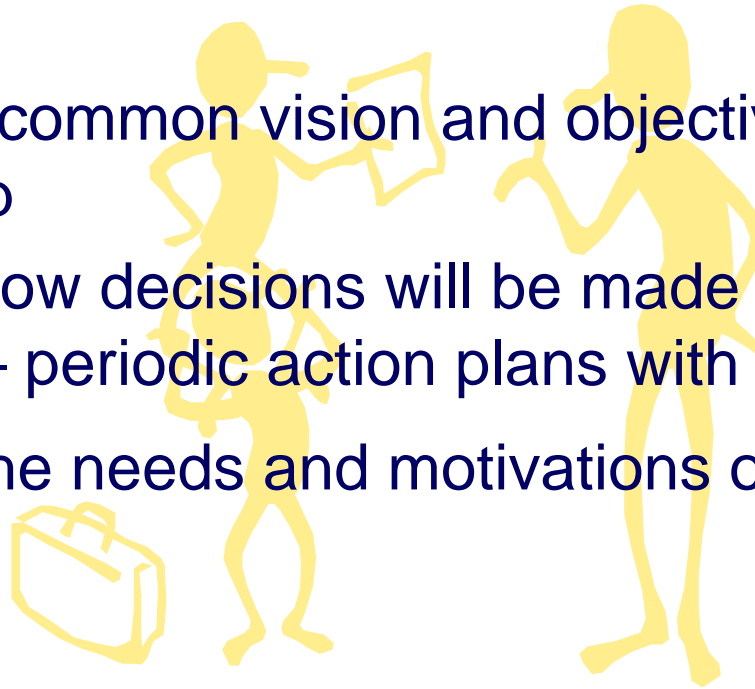 common vision and objectiv
o
ow decisions will be made
- periodic action plans with
he needs and motivations o